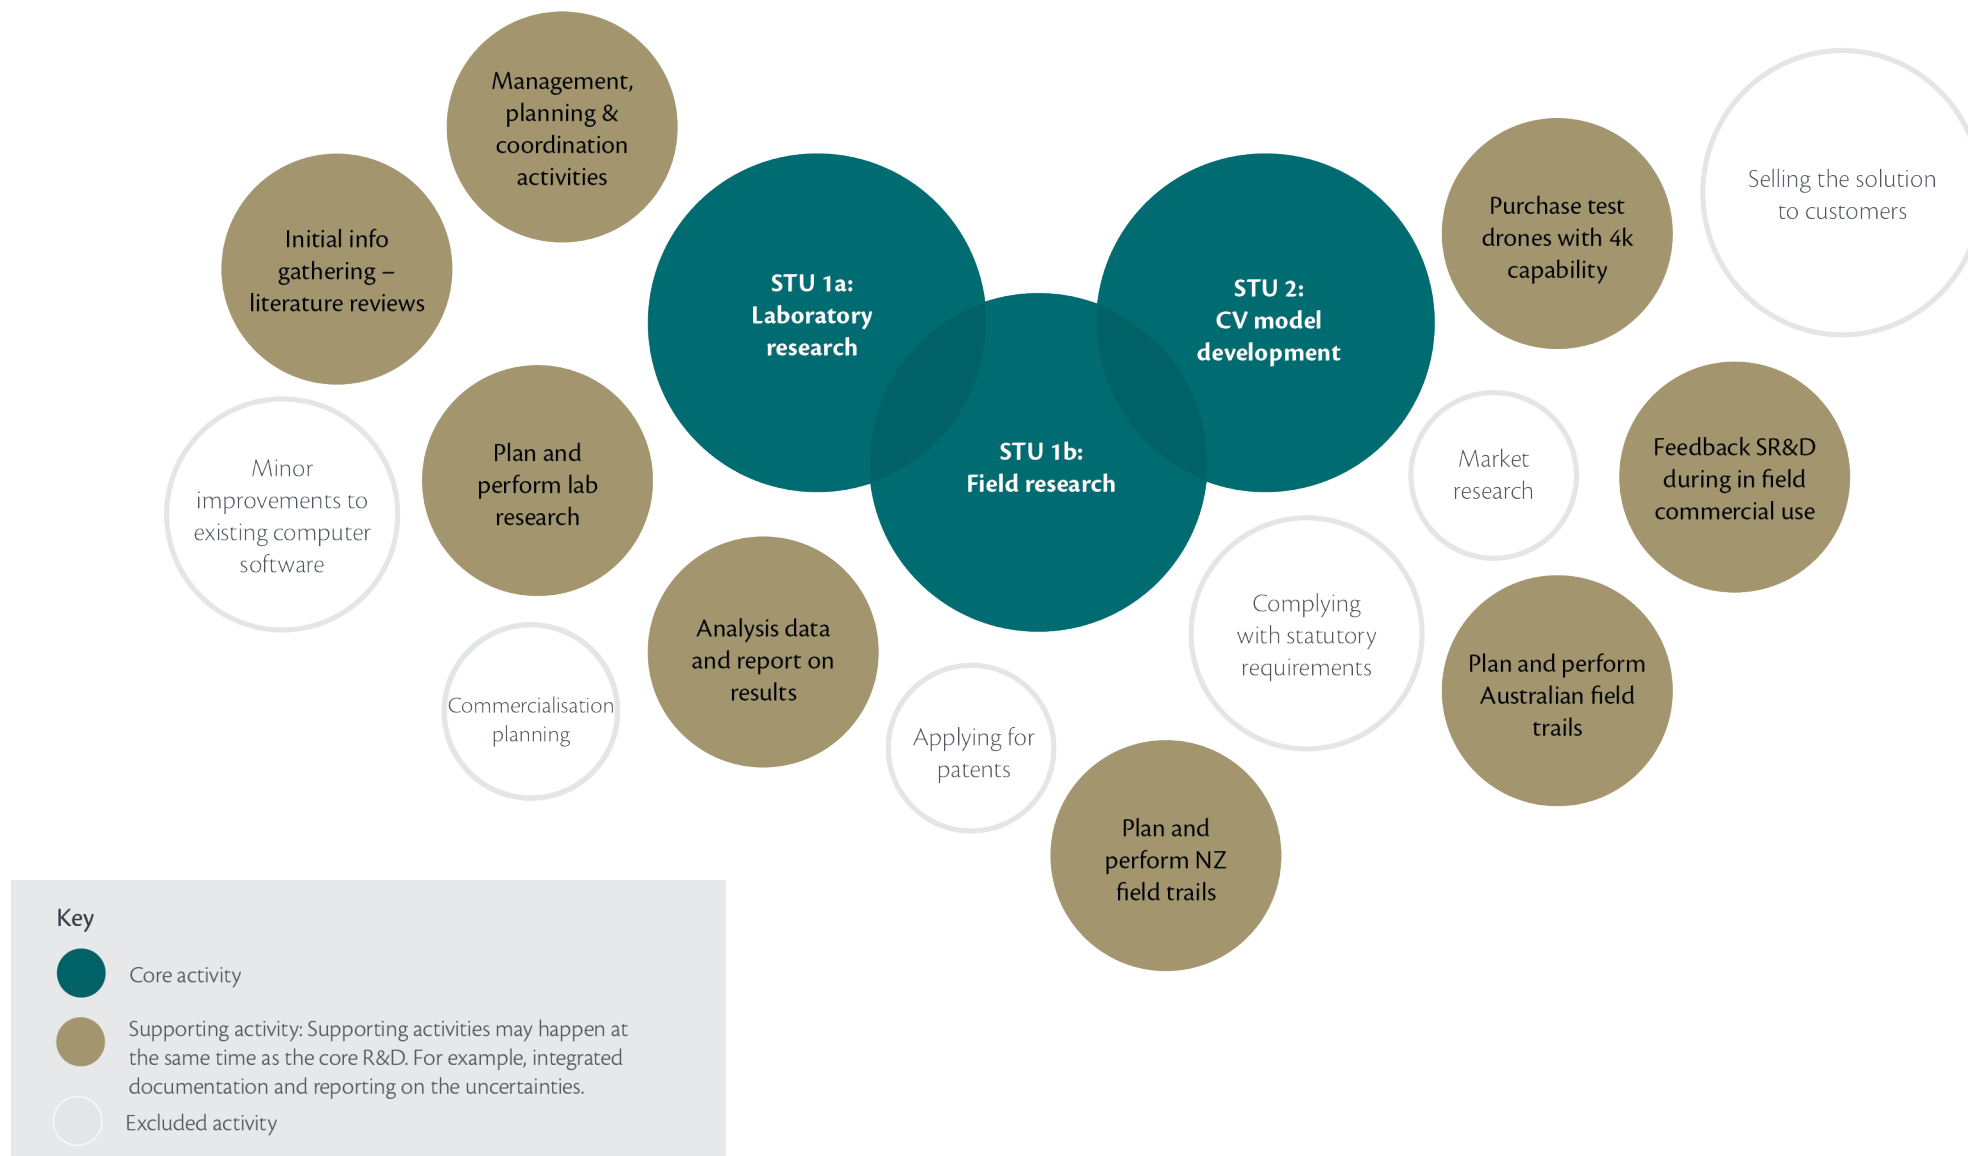 Management,
planning &
coordination
activities
Initial info
gathering –
literature reviews
STU 1a:
Laboratory
research
STU 2:
CV model
development
Purchase test
drones with 4k
capability
Selling the solution
to customers
Minor
improvements to
existing computer
software
Plan and
perform lab
research
STU 1b:
Field research
Market
research
Feedback SR&D
during in field
commercial use
Commercialisation
planning
Analysis data
and report on
results
Applying for
patents
Complying
with statutory
requirements
Plan and perform
Australian field
trails
Plan and
perform NZ
field trails
Key
Core activity
Supporting activity: Supporting activities may happen at
the same time as the core R&D. For example, integrated
documentation and reporting on the uncertainties.
Excluded activity